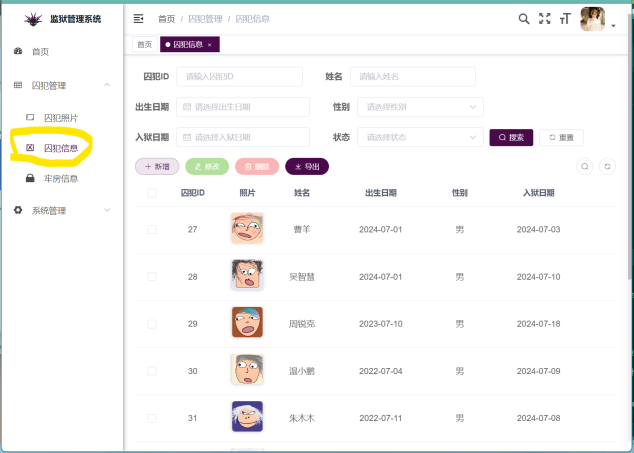 监狱管理系统
首页 / 囚犯管理 / 囚犯信息
首页
囚犯管理
囚犯照片
囚犯信息
牢房信息
系统管理
首页 囚犯信息 ×
囚犯ID 请输入囚犯ID 姓名 请输入姓名
出生日期 请选择出生日期 性别 请选择性别
入狱日期 请选择入狱日期 状态 请选择状态 搜索 重置
+ 新增 修改 删除 导出
囚犯ID 照片 姓名 出生日期 性别 入狱日期
27 曹羊 2024-07-01 男 2024-07-03
28 吴智慧 2024-07-01 男 2024-07-10
29 周锐克 2023-07-10 男 2024-07-18
30 温小鹏 2022-07-04 男 2024-07-09
31 朱木木 2022-07-11 男 2024-07-08